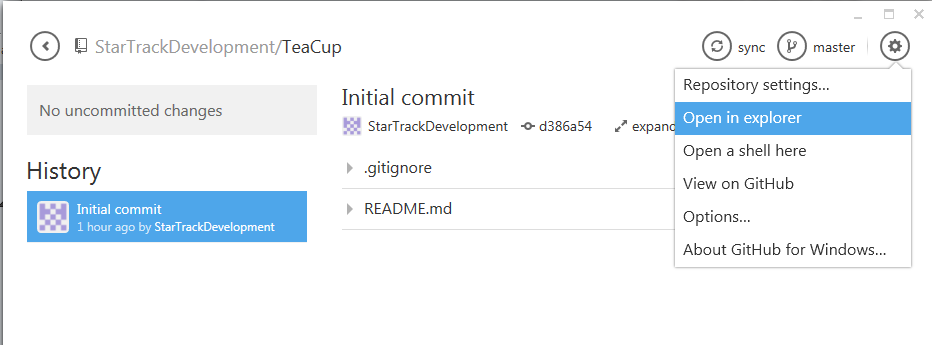 StarTrackDevelopment/TeaCup
sync
master
No uncommitted changes
History
Initial commit
1 hour ago by StarTrackDevelopment
Initial commit
StarTrackDevelopment d386a54 expand
.gitignore
README.md
Repository settings...
Open in explorer
Open a shell here
View on GitHub
Options...
About GitHub for Windows...